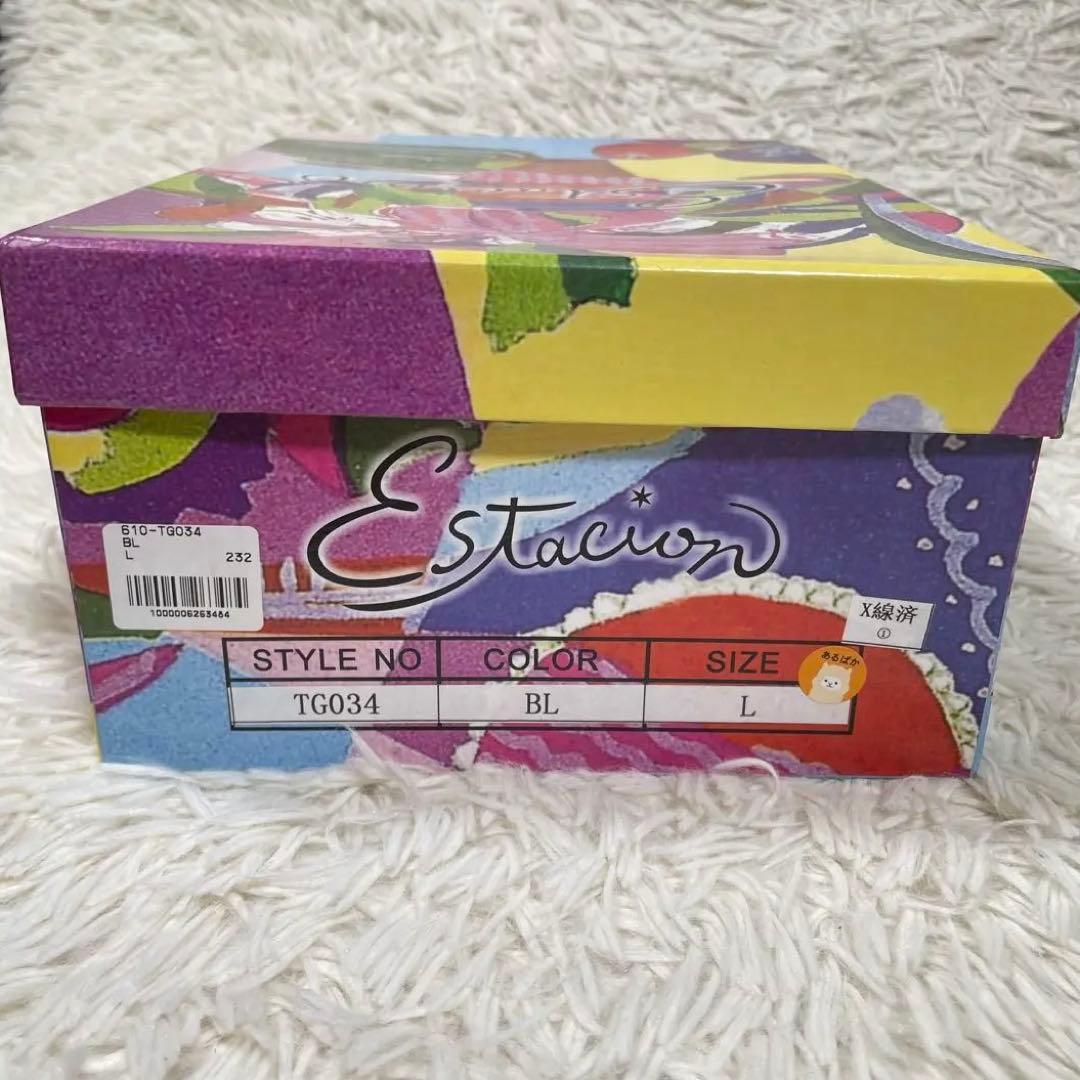 Estacion
610-TG034
BL
L 232
1000006263484
X線済
①
STYLE NO COLOR SIZE
あるぱか
TG034 BL L